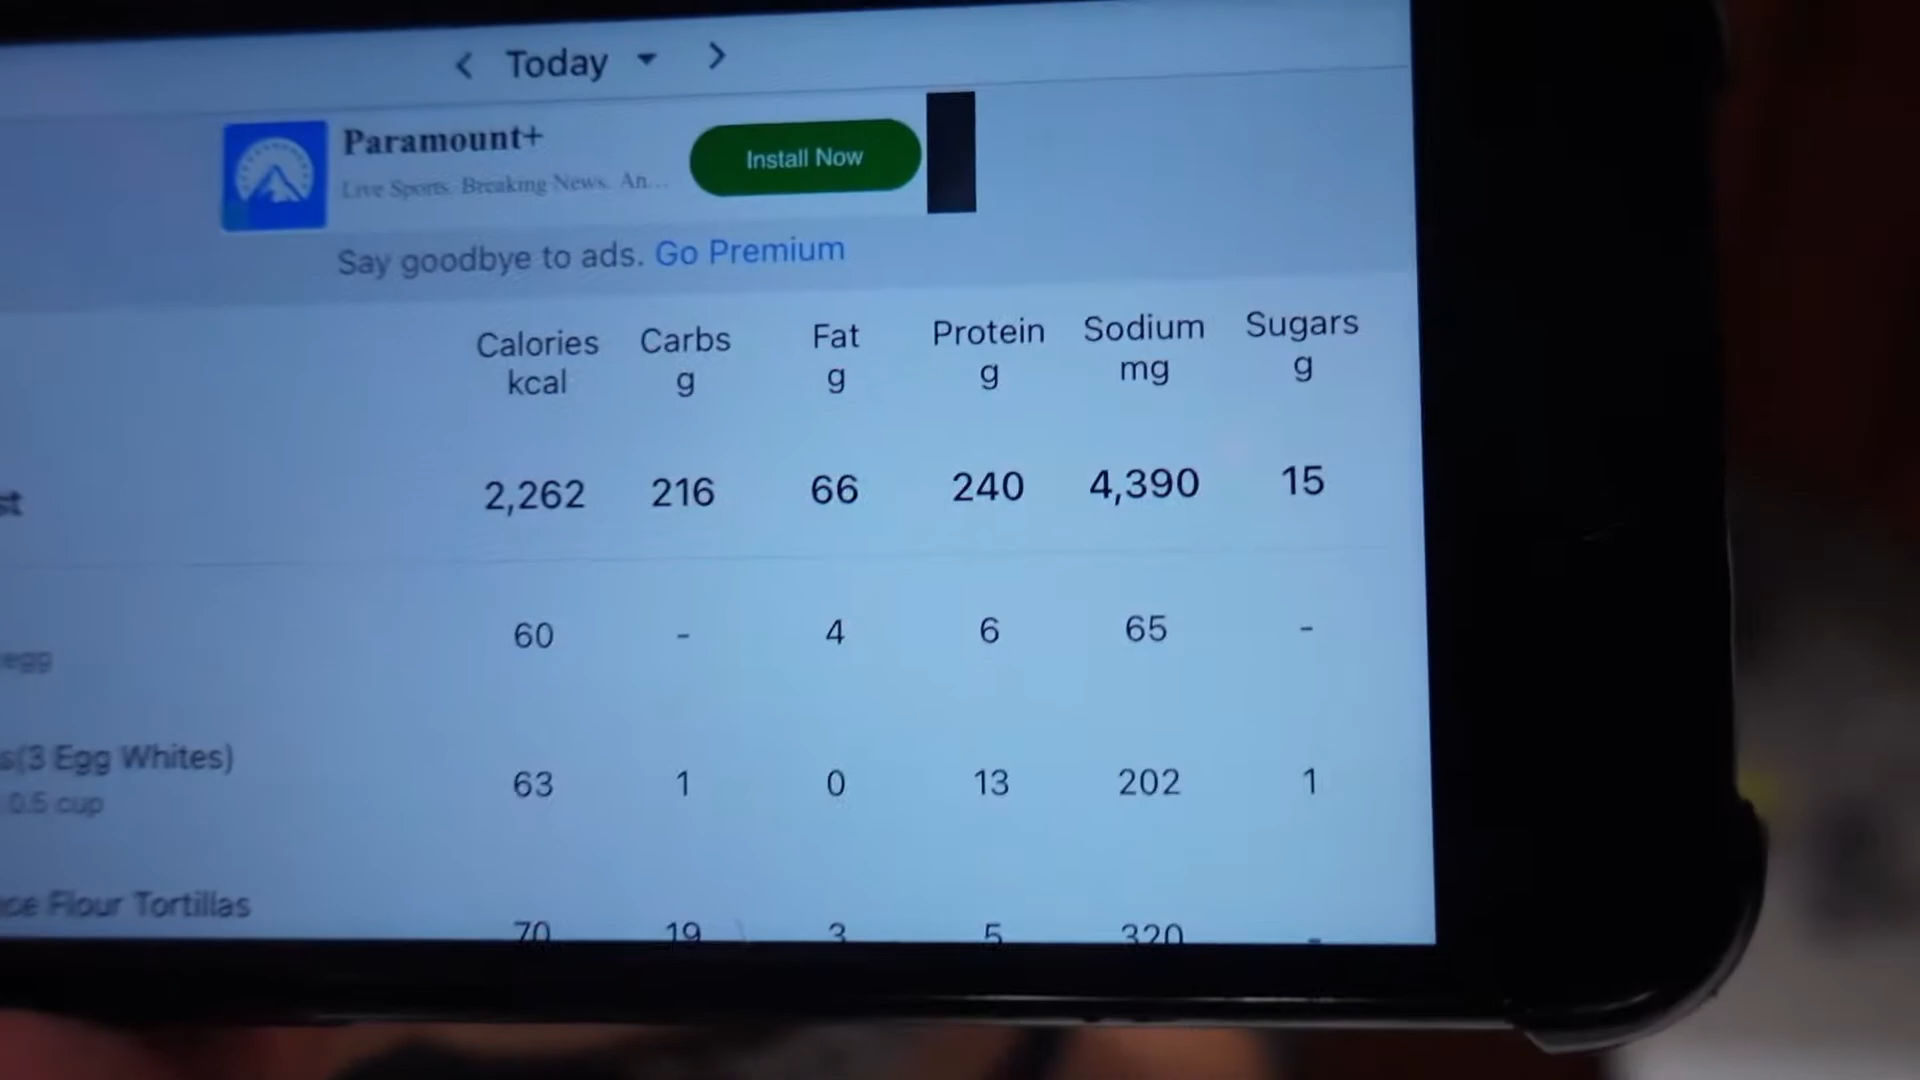 Today
Paramount+
Live Sports. Breaking News. An...
Install Now
Say goodbye to ads. Go Premium
Calories Carbs Fat Protein Sodium Sugars
kcal g g g mg g
st 2,262 216 66 240 4,390 15
60 - 4 6 65 -
egg
s(3 Egg Whites) 63 1 0 13 202 1
0.5 cup
ce Flour Tortillas 70 19 3 5 320 -